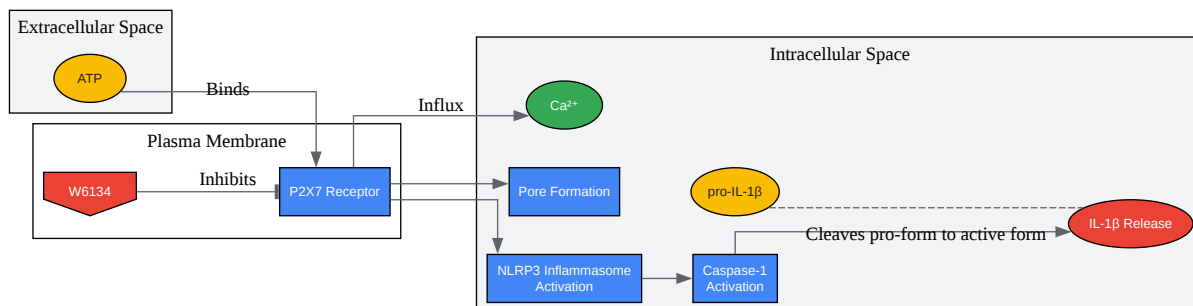 Extracellular Space
ATP
Binds
Plasma Membrane
W6134
Inhibits
P2X7 Receptor
Influx
Intracellular Space
Ca²⁺
Pore Formation
pro-IL-1β
NLRP3 Inflammasome
Activation
Caspase-1
Activation
Cleaves pro-form to active form
IL-1β Release